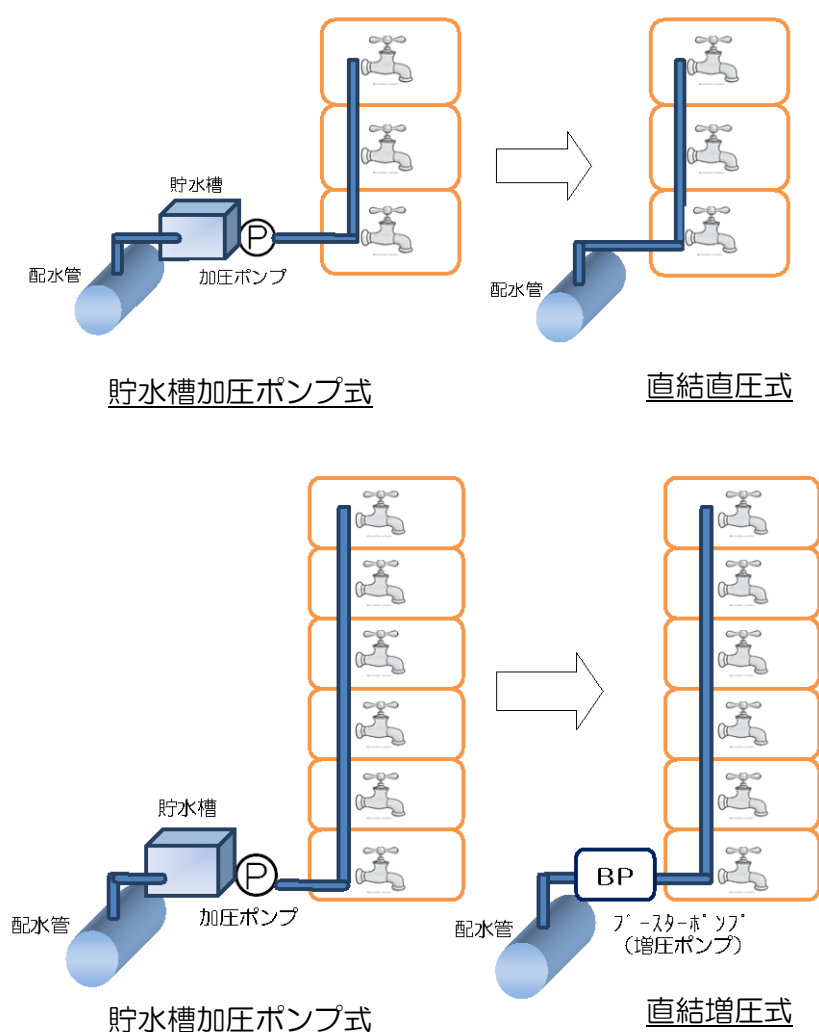 貯水槽
P
配水管
加圧ポンプ
貯水槽加圧ポンプ式
配水管
直結直圧式
貯水槽
P
配水管
加圧ポンプ
貯水槽加圧ポンプ式
BP
配水管
ﾌﾞｰｽﾀｰﾎﾟﾝﾌﾟ
（増圧ポンプ）
直結増圧式